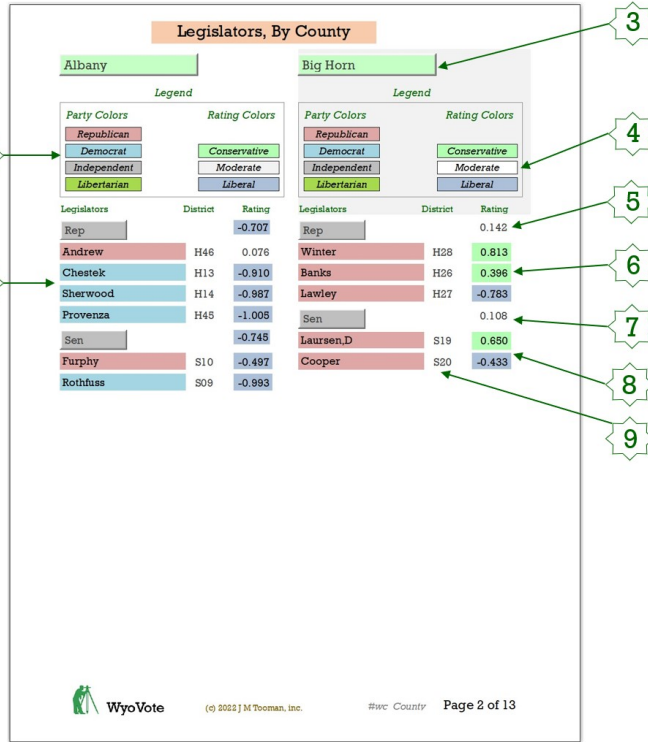 Legislators, By County
3
Albany
Big Horn
Legend
Legend
Party Colors Rating Colors
Party Colors Rating Colors
4
Republican
Republican
Democrat Conservative
Democrat Conservative
Independent Moderate
Independent Moderate
Libertarian Liberal
Libertarian Liberal
5
Legislators District Rating
Legislators District Rating
Rep -0.707
Rep 0.142
Andrew H46 0.076
Winter H28 0.813
6
Chestek H13 -0.910
Banks H26 0.396
Sherwood H14 -0.987
Lawley H27 -0.783
Provenza H45 -1.005
Sen 0.108
7
Sen -0.745
Laursen,D S19 0.650
Furphy S10 -0.497
Cooper S20 -0.433
8
Rothfuss S09 -0.993
9
WyoVote (c) 2022 J M Tooman, inc. #wc County Page 2 of 13